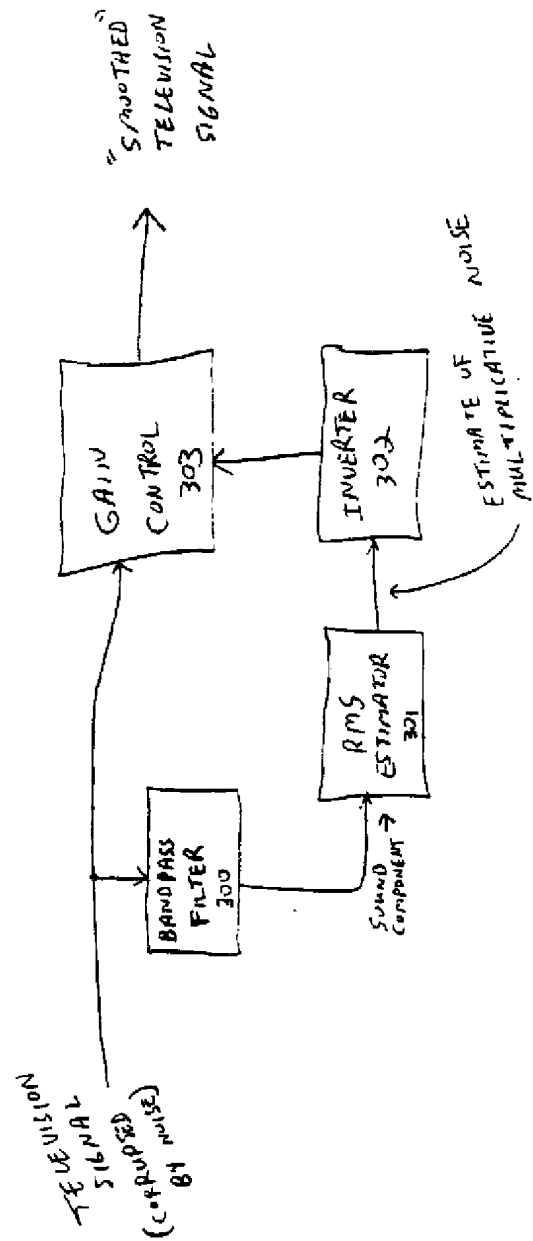 TELEVISION
SIGNAL
(CORRUPSED
BY NOISE)
BANDPASS
FILTER
300
SOUND
COMPONENT →
RMS
ESTIMATOR
301
INVERTER
302
ESTIMATE OF
MULTIPLICATIVE NOISE
GAIN
CONTROL
303
"SMOOTHED"
TELEVISION
SIGNAL